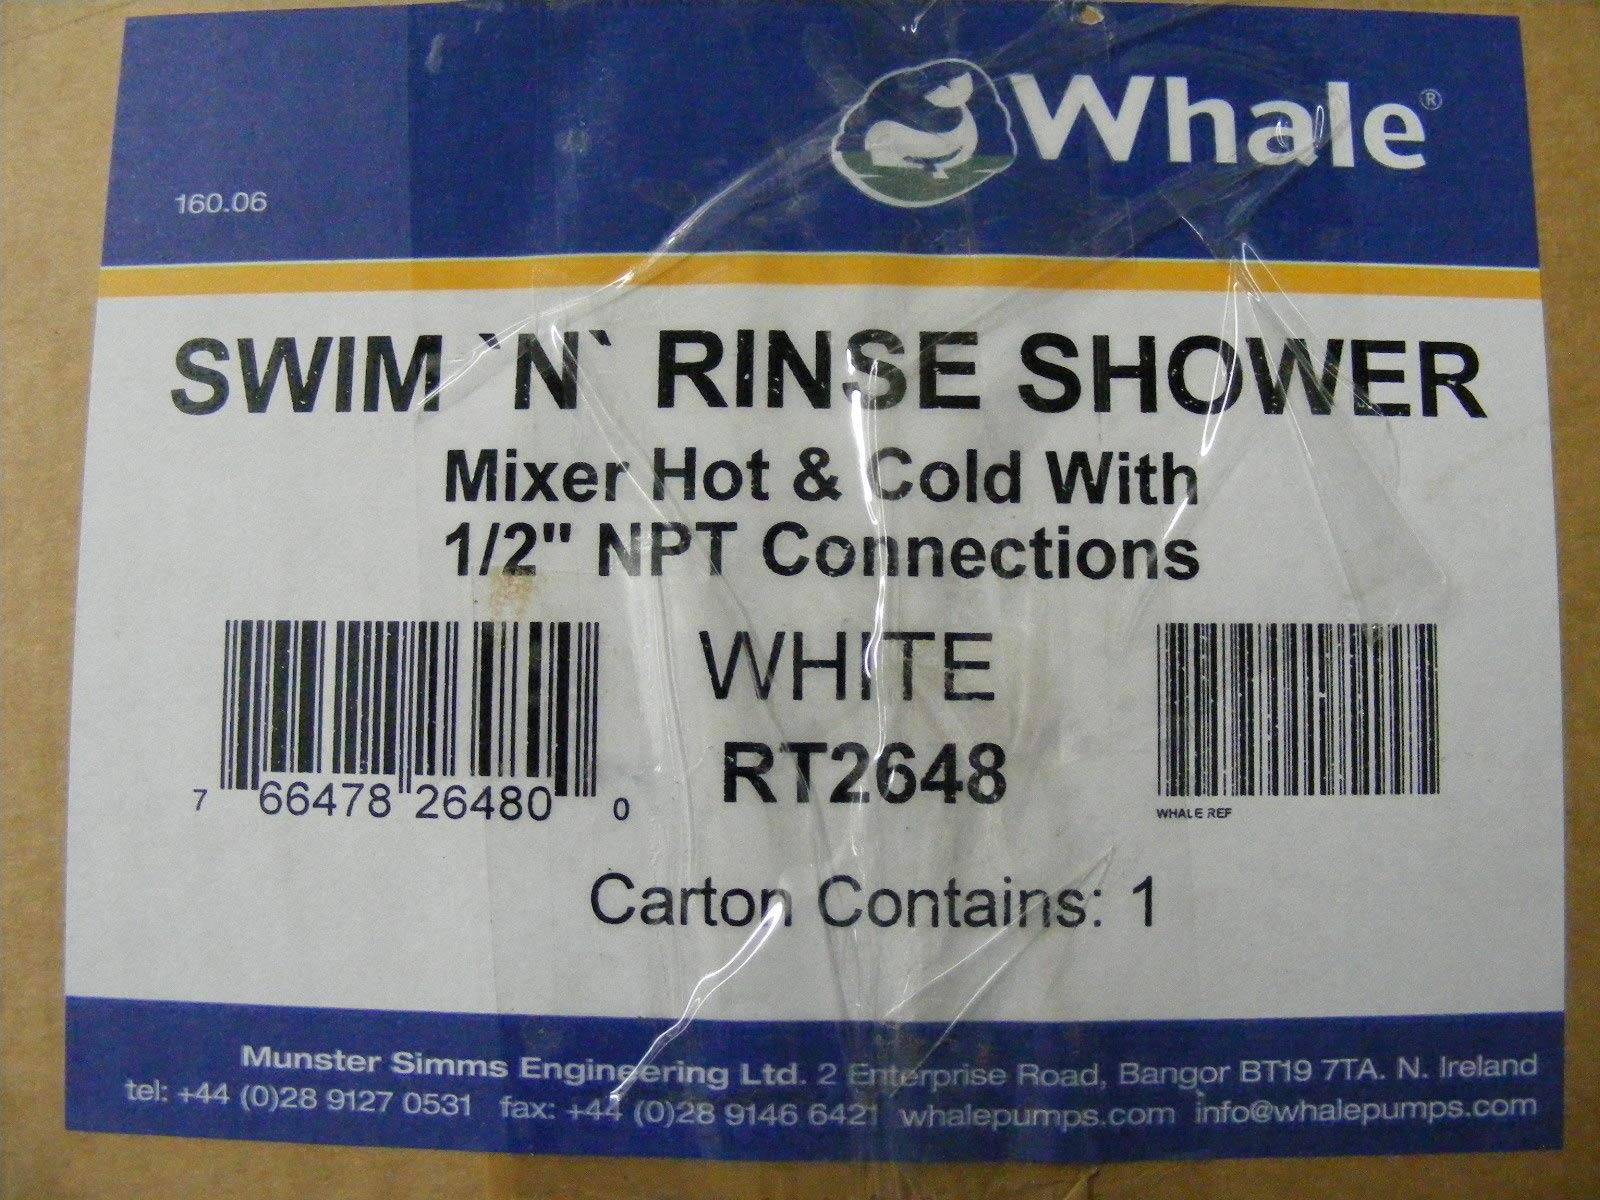 Whale®
160.06
SWIM `N` RINSE SHOWER
Mixer Hot & Cold With
1/2" NPT Connections
WHITE
RT2648
7 66478 26480 0
WHALE REF
Carton Contains: 1
Munster Simms Engineering Ltd. 2 Enterprise Road, Bangor BT19 7TA. N. Ireland
tel: +44 (0)28 9127 0531 fax: +44 (0)28 9146 6421 whalepumps.com info@whalepumps.com